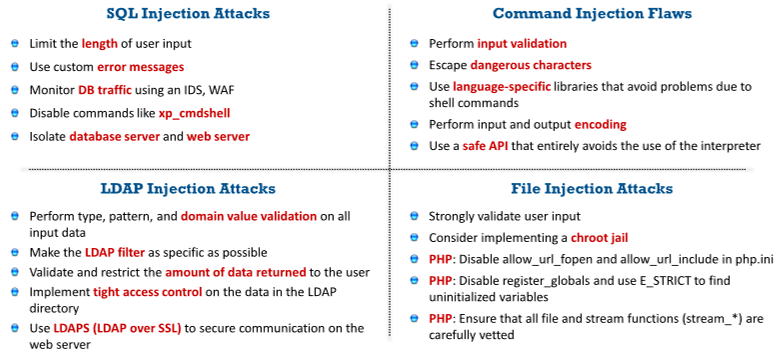 SQL Injection Attacks
Limit the length of user input
Use custom error messages
Monitor DB traffic using an IDS, WAF
Disable commands like xp_cmdshell
Isolate database server and web server
Command Injection Flaws
Perform input validation
Escape dangerous characters
Use language-specific libraries that avoid problems due to
shell commands
Perform input and output encoding
Use a safe API that entirely avoids the use of the interpreter
LDAP Injection Attacks
Perform type, pattern, and domain value validation on all
input data
Make the LDAP filter as specific as possible
Validate and restrict the amount of data returned to the user
Implement tight access control on the data in the LDAP
directory
Use LDAPS (LDAP over SSL) to secure communication on the
web server
File Injection Attacks
Strongly validate user input
Consider implementing a chroot jail
PHP: Disable allow_url_fopen and allow_url_include in php.ini
PHP: Disable register_globals and use E_STRICT to find
uninitialized variables
PHP: Ensure that all file and stream functions (stream_*) are
carefully vetted